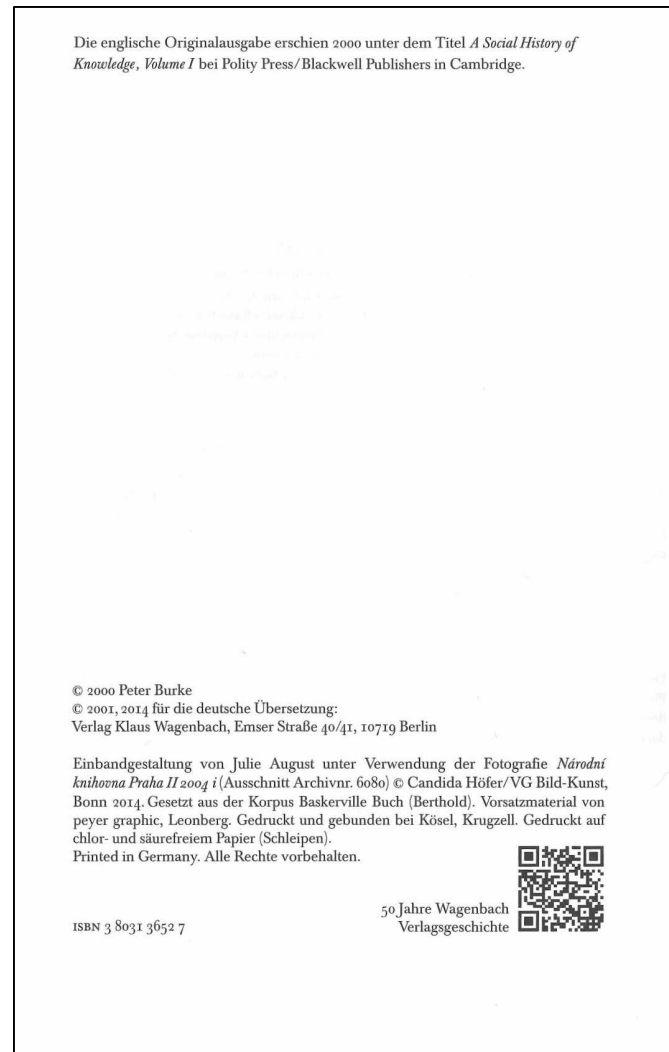 Die englische Originalausgabe erschien 2000 unter dem Titel A Social History of
Knowledge, Volume I bei Polity Press/Blackwell Publishers in Cambridge.
© 2000 Peter Burke
© 2001, 2014 für die deutsche Übersetzung:
Verlag Klaus Wagenbach, Emser Straße 40/41, 10719 Berlin
Einbandgestaltung von Julie August unter Verwendung der Fotografie Národní
knihovna Praha II 2004 i (Ausschnitt Archivnr. 6080) © Candida Höfer/VG Bild-Kunst,
Bonn 2014. Gesetzt aus der Korpus Baskerville Buch (Berthold). Vorsatzmaterial von
peyer graphic, Leonberg. Gedruckt und gebunden bei Kösel, Krugzell. Gedruckt auf
chlor- und säurefreiem Papier (Schleipen).
Printed in Germany. Alle Rechte vorbehalten.
50 Jahre Wagenbach
Verlagsgeschichte
ISBN 3 8031 3652 7